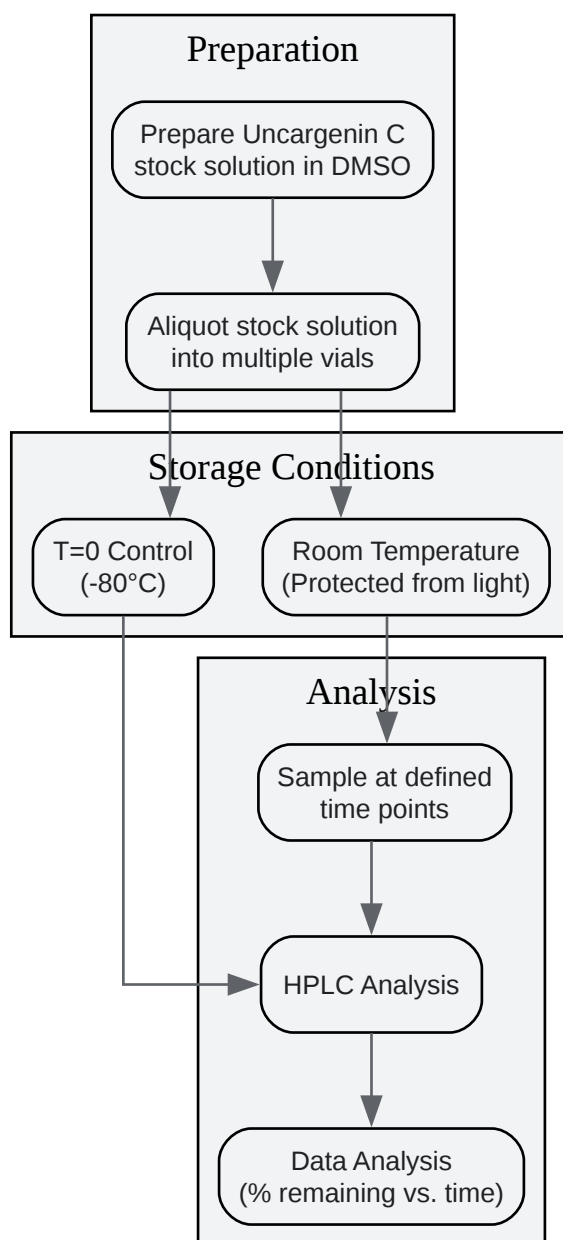 Preparation
Prepare Uncargenin C
stock solution in DMSO
Aliquot stock solution
into multiple vials
Storage Conditions
T=0 Control
(-80°C)
Room Temperature
(Protected from light)
Analysis
Sample at defined
time points
HPLC Analysis
Data Analysis
(% remaining vs. time)